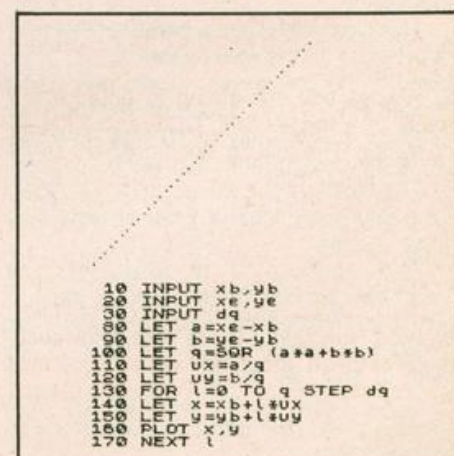 10 INPUT xb,yb
20 INPUT xe,ye
30 INPUT dq
80 LET a=xe-xb
90 LET b=ye-yb
100 LET q=SQR (a*a+b*b)
110 LET ux=a/q
120 LET uy=b/q
130 FOR l=0 TO q STEP dq
140 LET x=xb+l*ux
150 LET y=yb+l*uy
160 PLOT x,y
170 NEXT l